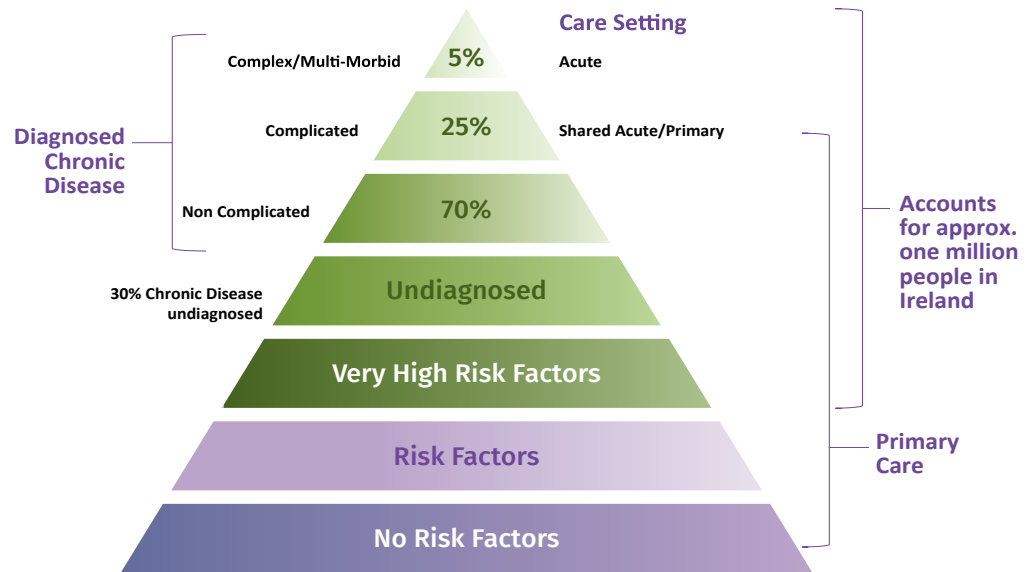 Care Setting
Complex/Multi-Morbid
5%
Acute
Complicated
25%
Shared Acute/Primary
Diagnosed
Chronic
Disease
Non Complicated
70%
Accounts
for approx.
one million
people in
Ireland
30% Chronic Disease
undiagnosed
Undiagnosed
Very High Risk Factors
Risk Factors
Primary
Care
No Risk Factors